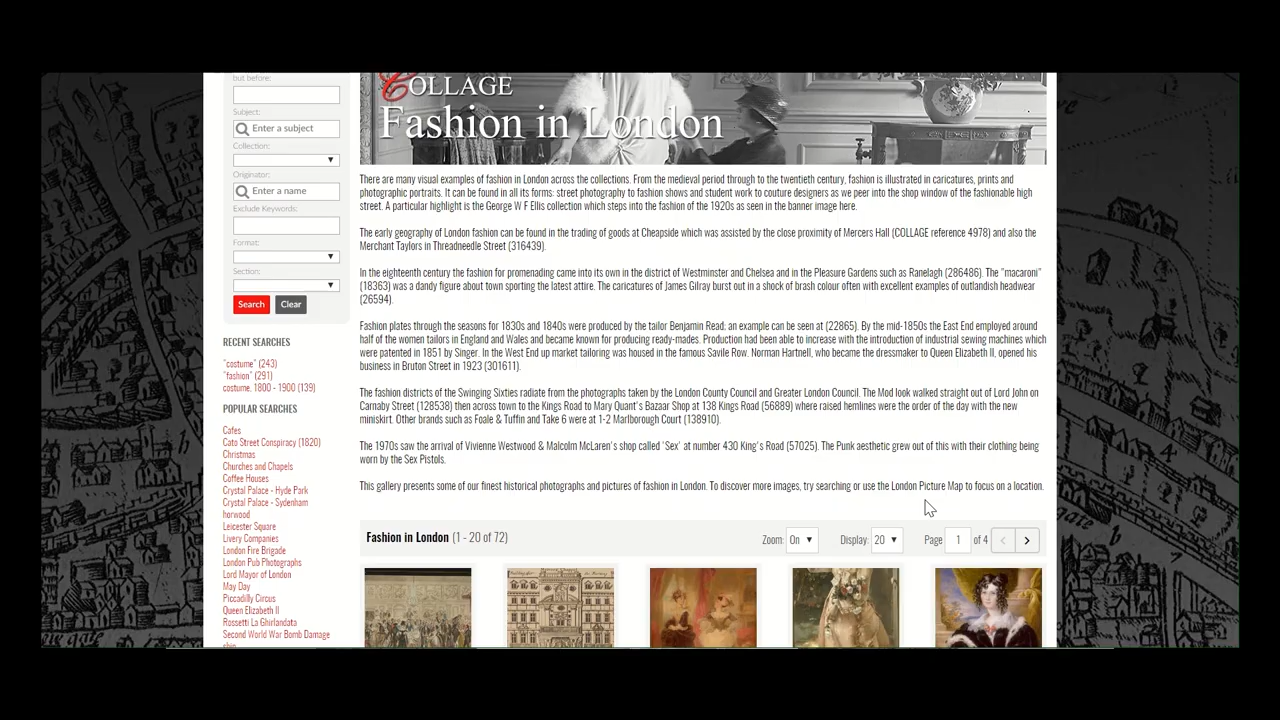 but before:
Subject:
Enter a subject
Collection:
Originator:
Enter a name
Exclude Keywords:
Format:
Section:
Search Clear
RECENT SEARCHES
"costume" (243)
"fashion" (291)
costume, 1800 - 1900 (139)
POPULAR SEARCHES
Cafes
Cato Street Conspiracy (1820)
Christmas
Churches and Chapels
Coffee Houses
Crystal Palace - Hyde Park
Crystal Palace - Sydenham
horwood
Leicester Square
Livery Companies
London Fire Brigade
London Pub Photographs
Lord Mayor of London
May Day
Piccadilly Circus
Queen Elizabeth II
Rossetti La Ghirlandata
Second World War Bomb Damage
ship
COLLAGE
Fashion in London
There are many visual examples of fashion in London across the collections. From the medieval period through to the twentieth century, fashion is illustrated in caricatures, prints and
photographic portraits. It can be found in all its forms: street photography to fashion shows and student work to couture designers as we peer into the shop window of the fashionable high
street. A particular highlight is the George W F Ellis collection which steps into the fashion of the 1920s as seen in the banner image here.
The early geography of London fashion can be found in the trading of goods at Cheapside which was assisted by the close proximity of Mercers Hall (COLLAGE reference 4978) and also the
Merchant Taylors in Threadneedle Street (316439).
In the eighteenth century the fashion for promenading came into its own in the district of Westminster and Chelsea and in the Pleasure Gardens such as Ranelagh (286486). The "macaroni"
(18363) was a dandy figure about town sporting the latest attire. The caricatures of James Gilray burst out in a shock of brash colour often with excellent examples of outlandish headwear
(26594).
Fashion plates through the seasons for 1830s and 1840s were produced by the tailor Benjamin Read; an example can be seen at (22865). By the mid-1850s the East End employed around
half of the women tailors in England and Wales and became known for producing ready-mades. Production had been able to increase with the introduction of industrial sewing machines which
were patented in 1851 by Singer. In the West End up market tailoring was housed in the famous Savile Row. Norman Hartnell, who became the dressmaker to Queen Elizabeth II, opened his
business in Bruton Street in 1923 (301611).
The fashion districts of the Swinging Sixties radiate from the photographs taken by the London County Council and Greater London Council. The Mod look walked straight out of Lord John on
Carnaby Street (128538) then across town to the Kings Road to Mary Quant's Bazaar Shop at 138 Kings Road (56889) where raised hemlines were the order of the day with the new
miniskirt. Other brands such as Foale & Tuffin and Take 6 were at 1-2 Marlborough Court (138910).
The 1970s saw the arrival of Vivienne Westwood & Malcolm McLaren's shop called 'Sex' at number 430 King's Road (57025). The Punk aesthetic grew out of this with their clothing being
worn by the Sex Pistols.
This gallery presents some of our finest historical photographs and pictures of fashion in London. To discover more images, try searching or use the London Picture Map to focus on a location.
Fashion in London (1 - 20 of 72) Zoom: On Display: 20 Page 1 of 4